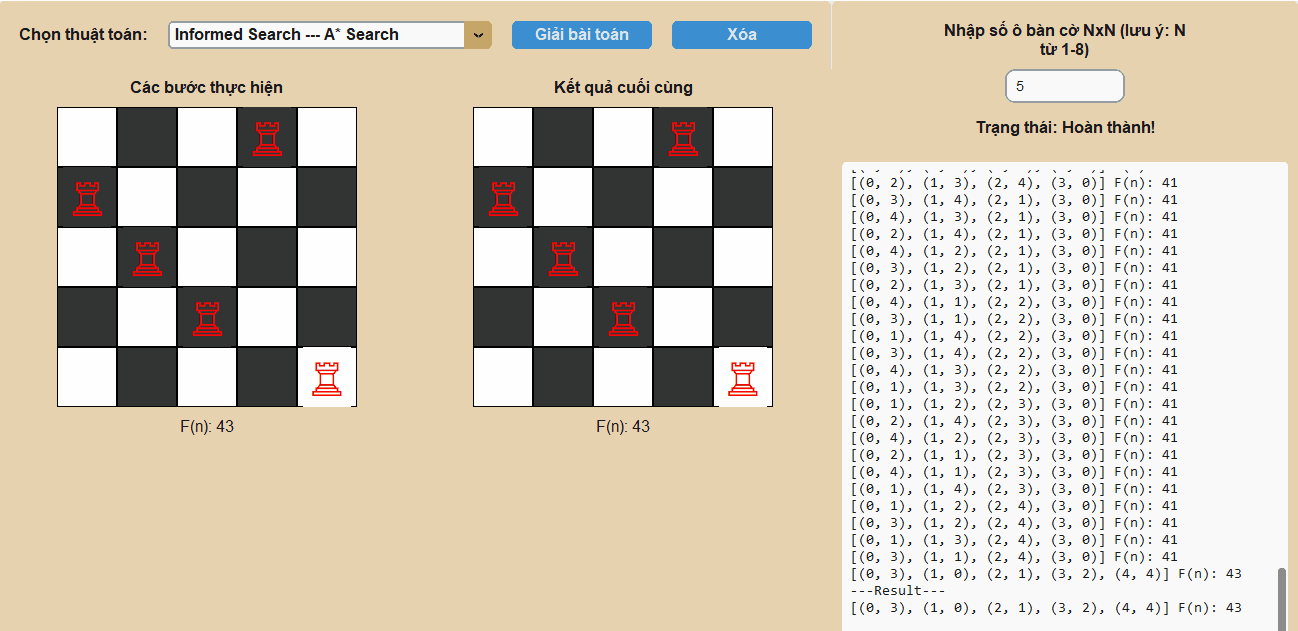 Chọn thuật toán:
Informed Search --- A* Search
Giải bài toán
Xóa
Các bước thực hiện
Kết quả cuối cùng
F(n): 43
F(n): 43
Nhập số ô bàn cờ NxN (lưu ý: N
từ 1-8)
5
Trạng thái: Hoàn thành!
[(0, 2), (1, 3), (2, 4), (3, 0)] F(n): 41
[(0, 3), (1, 4), (2, 1), (3, 0)] F(n): 41
[(0, 4), (1, 3), (2, 1), (3, 0)] F(n): 41
[(0, 2), (1, 4), (2, 1), (3, 0)] F(n): 41
[(0, 4), (1, 2), (2, 1), (3, 0)] F(n): 41
[(0, 3), (1, 2), (2, 1), (3, 0)] F(n): 41
[(0, 2), (1, 3), (2, 1), (3, 0)] F(n): 41
[(0, 4), (1, 1), (2, 2), (3, 0)] F(n): 41
[(0, 3), (1, 1), (2, 2), (3, 0)] F(n): 41
[(0, 1), (1, 4), (2, 2), (3, 0)] F(n): 41
[(0, 3), (1, 4), (2, 2), (3, 0)] F(n): 41
[(0, 4), (1, 3), (2, 2), (3, 0)] F(n): 41
[(0, 1), (1, 3), (2, 2), (3, 0)] F(n): 41
[(0, 1), (1, 2), (2, 3), (3, 0)] F(n): 41
[(0, 2), (1, 4), (2, 3), (3, 0)] F(n): 41
[(0, 4), (1, 2), (2, 3), (3, 0)] F(n): 41
[(0, 2), (1, 1), (2, 3), (3, 0)] F(n): 41
[(0, 4), (1, 1), (2, 3), (3, 0)] F(n): 41
[(0, 1), (1, 4), (2, 3), (3, 0)] F(n): 41
[(0, 1), (1, 2), (2, 4), (3, 0)] F(n): 41
[(0, 3), (1, 2), (2, 4), (3, 0)] F(n): 41
[(0, 1), (1, 3), (2, 4), (3, 0)] F(n): 41
[(0, 3), (1, 1), (2, 4), (3, 0)] F(n): 41
[(0, 3), (1, 0), (2, 1), (3, 2), (4, 4)] F(n): 43
---Result---
[(0, 3), (1, 0), (2, 1), (3, 2), (4, 4)] F(n): 43